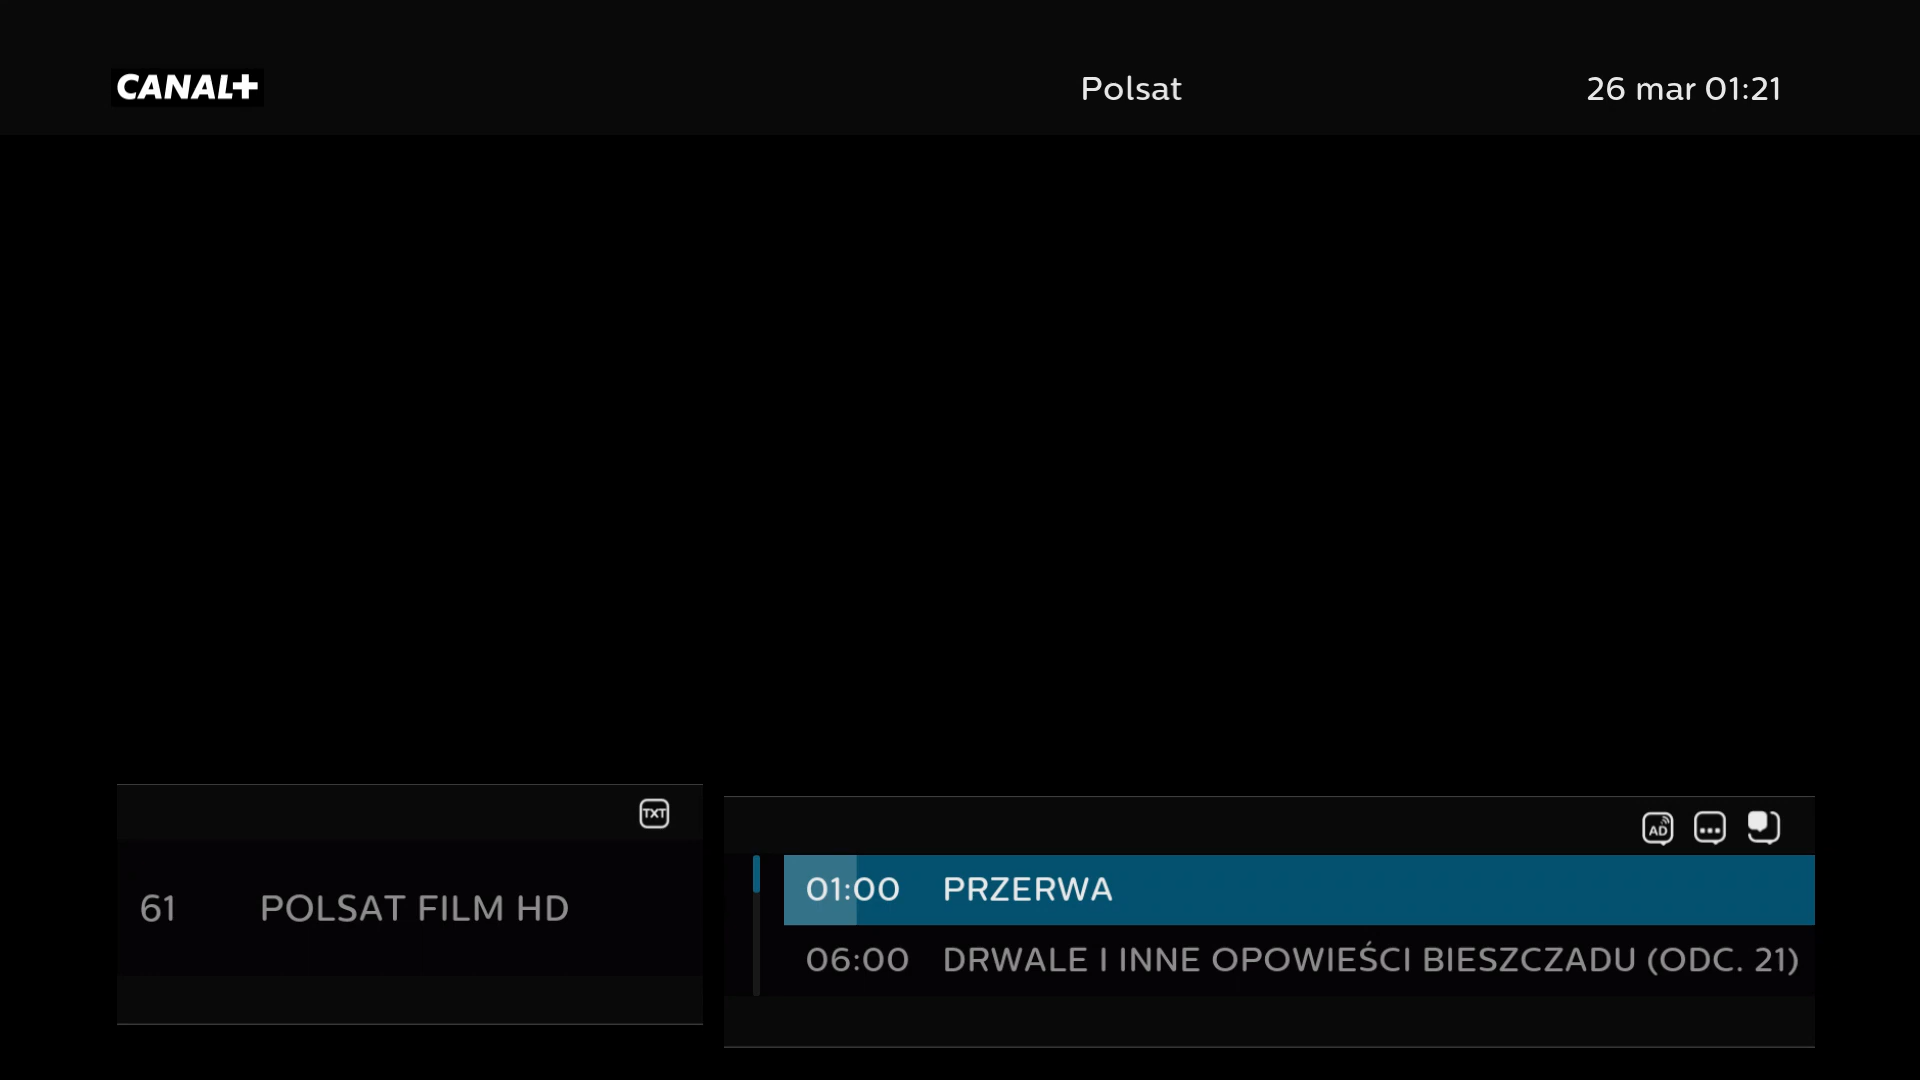 CANAL+
Polsat
26 mar 01:21
TXT
61 POLSAT FILM HD
AD
01:00 PRZERWA
06:00 DRWALE I INNE OPOWIEŚCI BIESZCZADU (ODC. 21)